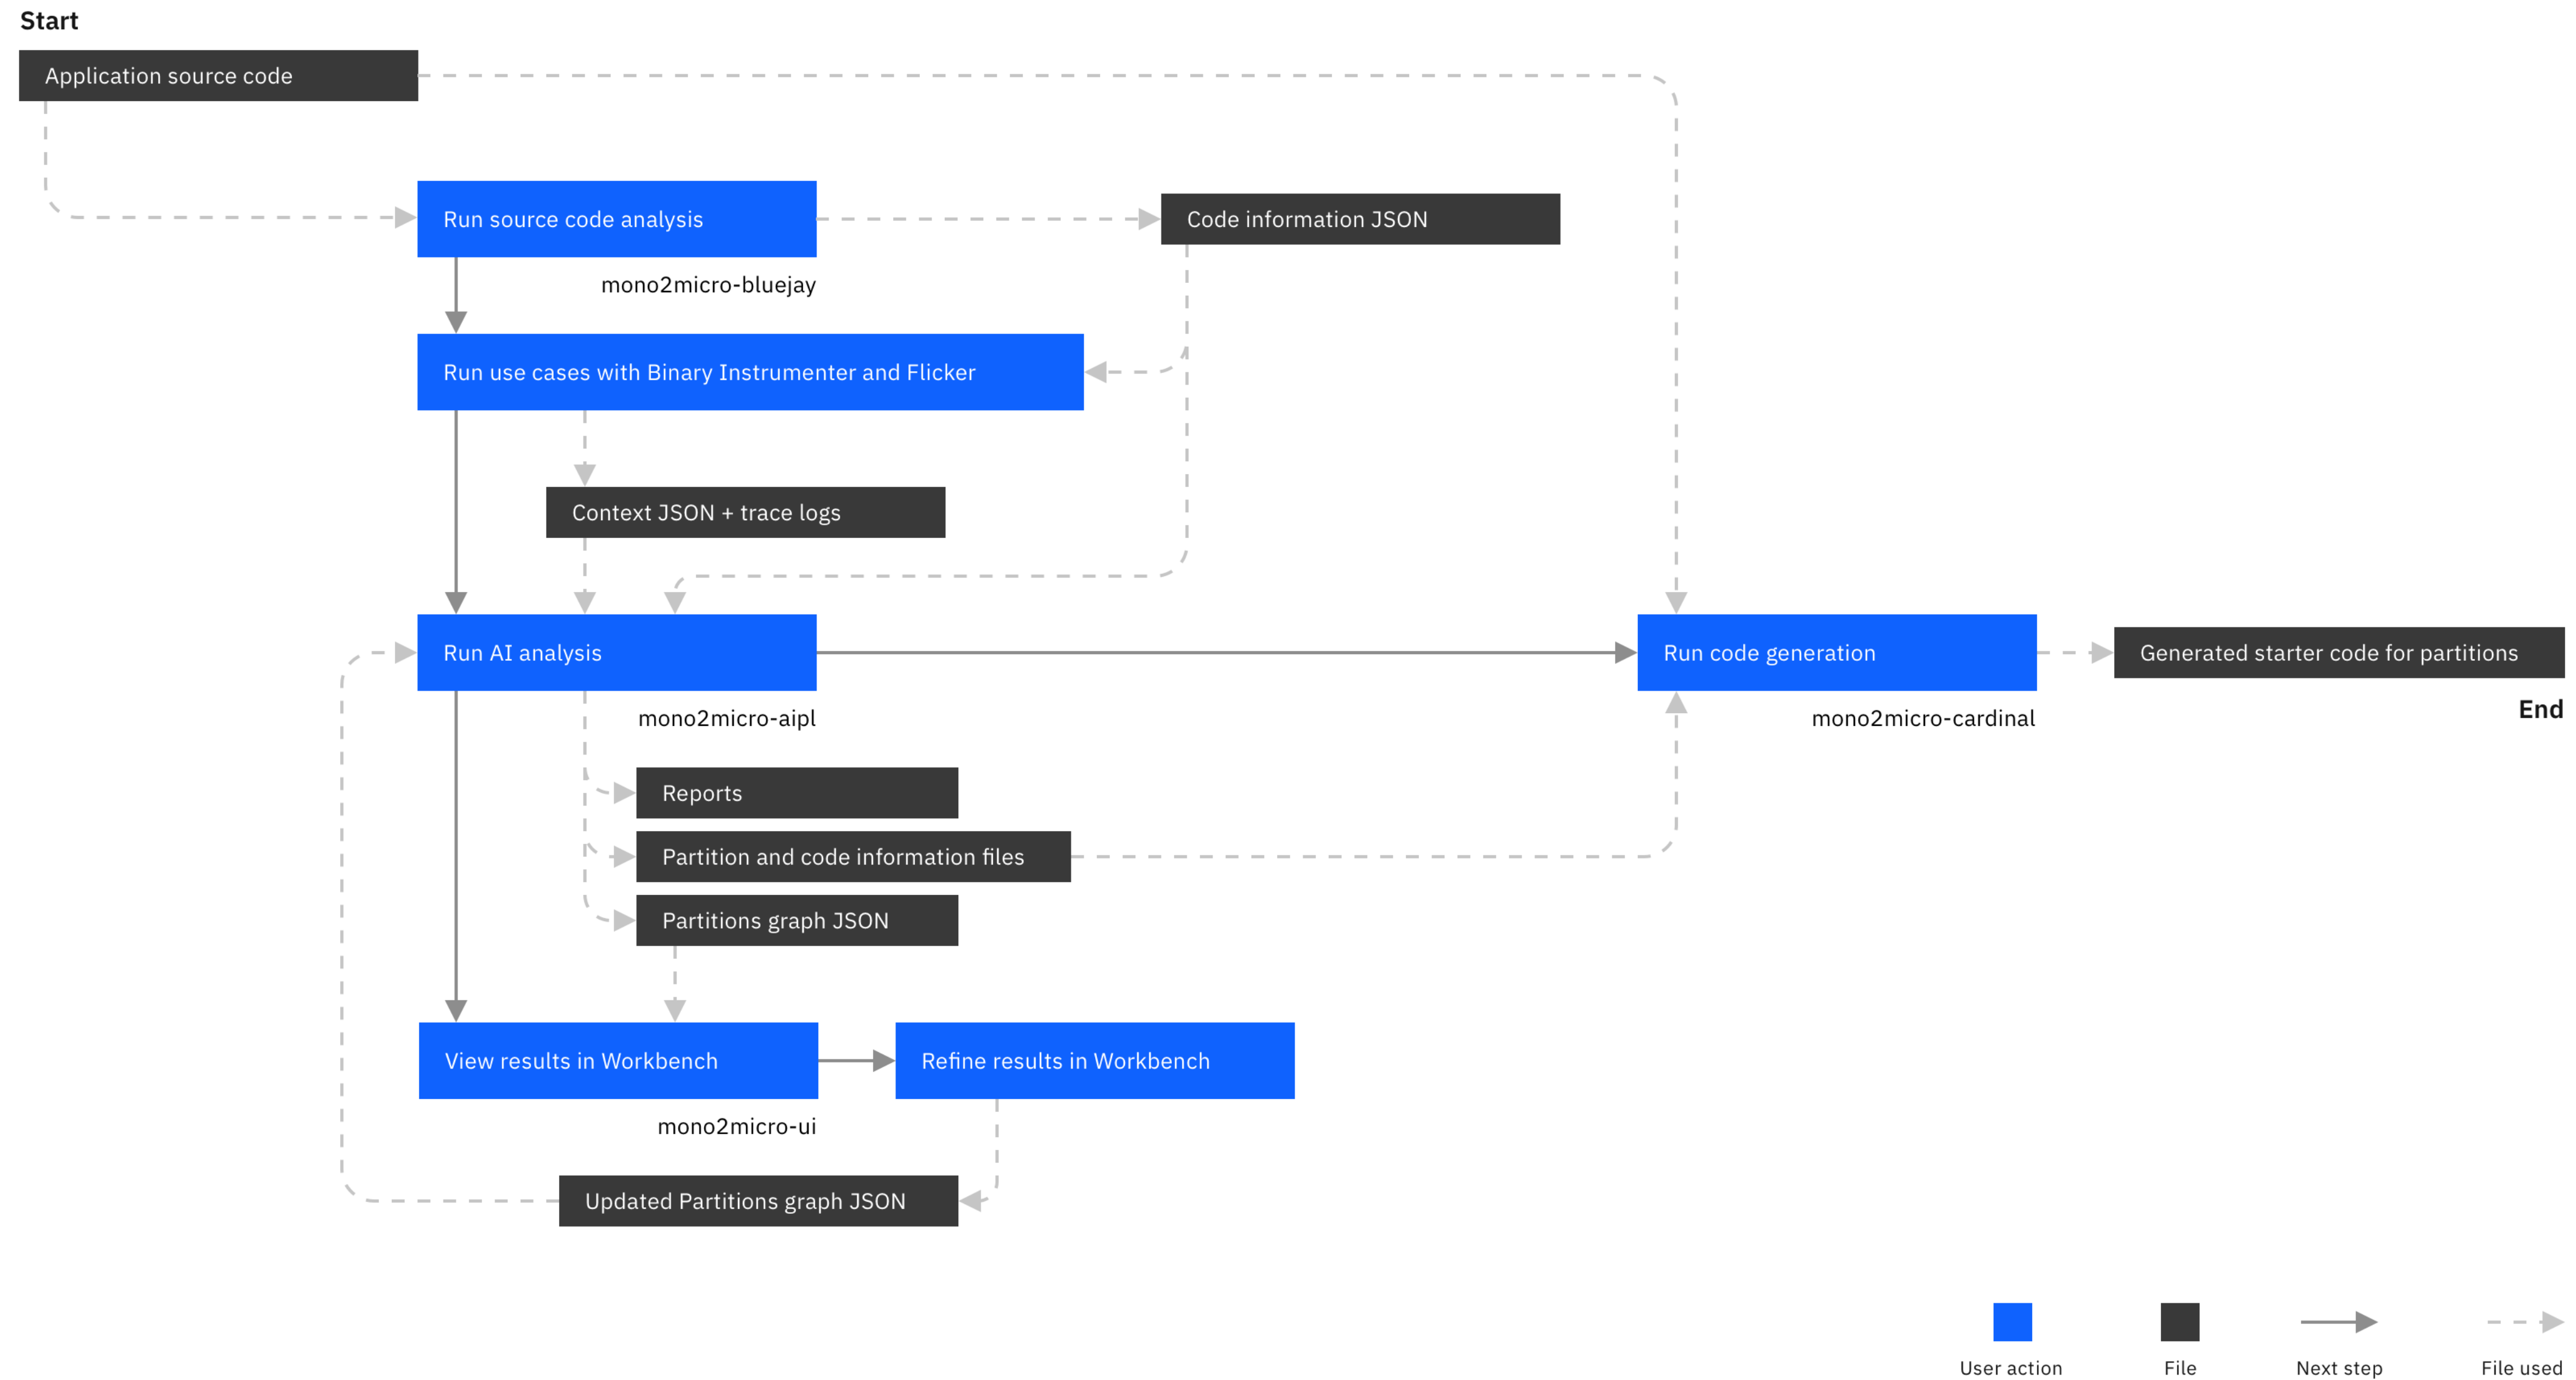 Start
Application source code
Run source code analysis
Code information JSON
mono2micro-bluejay
Run use cases with Binary Instrumenter and Flicker
Context JSON + trace logs
Run AI analysis
Run code generation
Generated starter code for partitions
mono2micro-aipl
mono2micro-cardinal
End
Reports
Partition and code information files
Partitions graph JSON
View results in Workbench
Refine results in Workbench
mono2micro-ui
Updated Partitions graph JSON
User action
File
Next step
File used